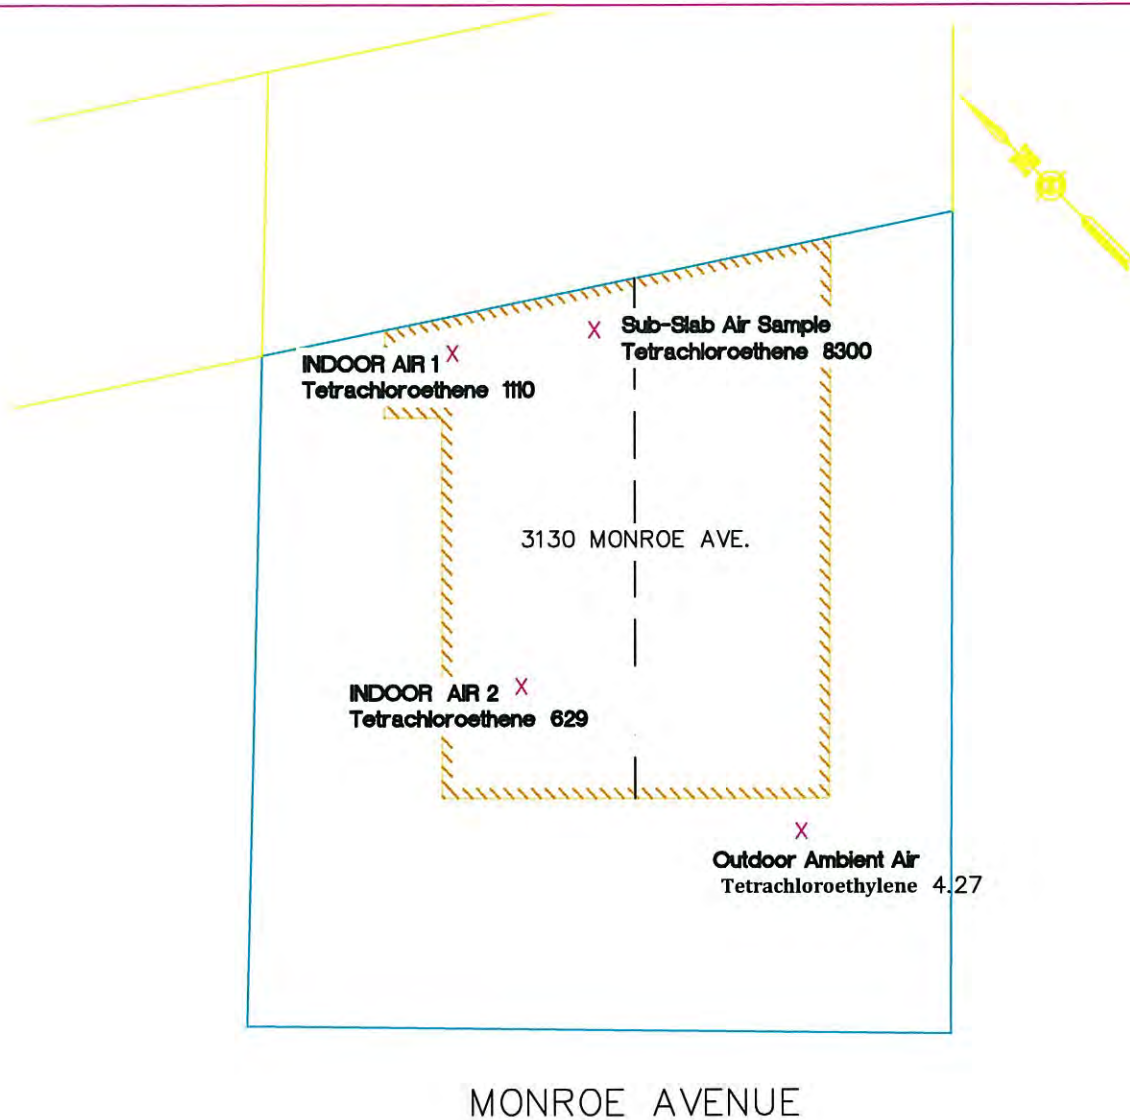 Sub-Slab Air Sample
Tetrachloroethene 8300
INDOOR AIR 1
Tetrachloroethene 1110
3130 MONROE AVE.
INDOOR AIR 2
Tetrachloroethene 629
Outdoor Ambient Air
Tetrachloroethylene 4.27
MONROE AVENUE